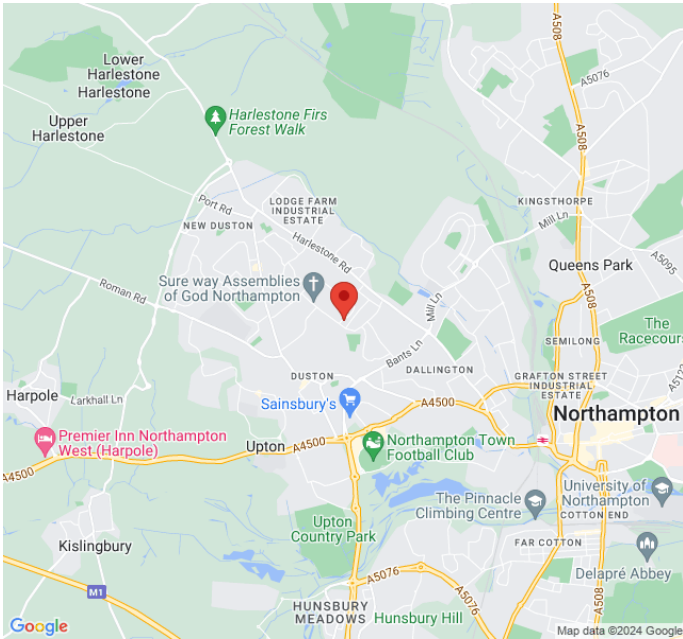 A508
Lower
Harlestone
Harlestone
A5076
Upper
Harlestone
Harlestone Firs
Forest Walk
A508
Port Rd
LODGE FARM
INDUSTRIAL
ESTATE
KINGSTHORPE
NEW DUSTON
Mill Ln
Harlestone Rd
A5095
Queens Park
Sure way Assemblies
of God Northampton
Roman Rd
A508
Mill Ln
The
Racecours
SEMILONG
Bants Ln
DALLINGTON
DUSTON
GRAFTON STREET
INDUSTRIAL
ESTATE
A5123
Harpole
Larkhall Ln
Sainsbury's
A4500
Northampton
Premier Inn Northampton
West (Harpole)
Upton
A4500
Northampton Town
Football Club
A4500
University of
Northampton
The Pinnacle
Climbing Centre
COTTON END
Upton
Country Park
FAR COTTON
Kislingbury
Delapré Abbey
A5076
M1
HUNSBURY
MEADOWS
Hunsbury Hill
A508
Google
Map data ©2024 Google